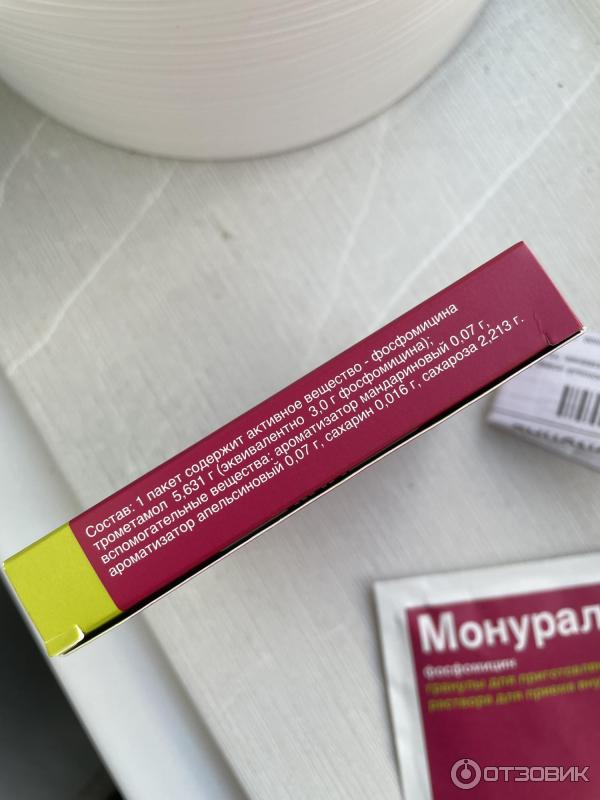 Состав: 1 пакет содержит активное вещество - фосфомицина
трометамол 5,631 г (эквивалентно 3,0 г фосфомицина);
вспомогательные вещества: ароматизатор мандариновый 0.07 г,
ароматизатор апельсиновый 0,07 г, сахарин 0,016 г, сахароза 2,213 г.
Монурал
фосфомицин
гранулы для приготовлен
раствора для приема вну
ОТЗОВИК